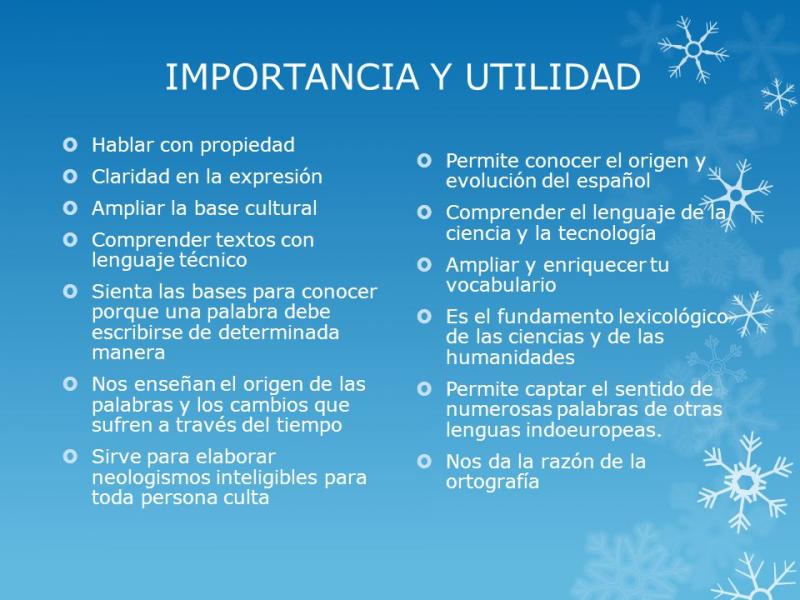 IMPORTANCIA Y UTILIDAD
Hablar con propiedad
Claridad en la expresión
Ampliar la base cultural
Comprender textos con
lenguaje técnico
Sienta las bases para conocer
porque una palabra debe
escribirse de determinada
manera
Nos enseñan el origen de las
palabras y los cambios que
sufren a través del tiempo
Sirve para elaborar
neologismos inteligibles para
toda persona culta
Permite conocer el origen y
evolución del español
Comprender el lenguaje de la
ciencia y la tecnología
Ampliar y enriquecer tu
vocabulario
Es el fundamento lexicológico
de las ciencias y de las
humanidades
Permite captar el sentido de
numerosas palabras de otras
lenguas indoeuropeas.
Nos da la razón de la
ortografía